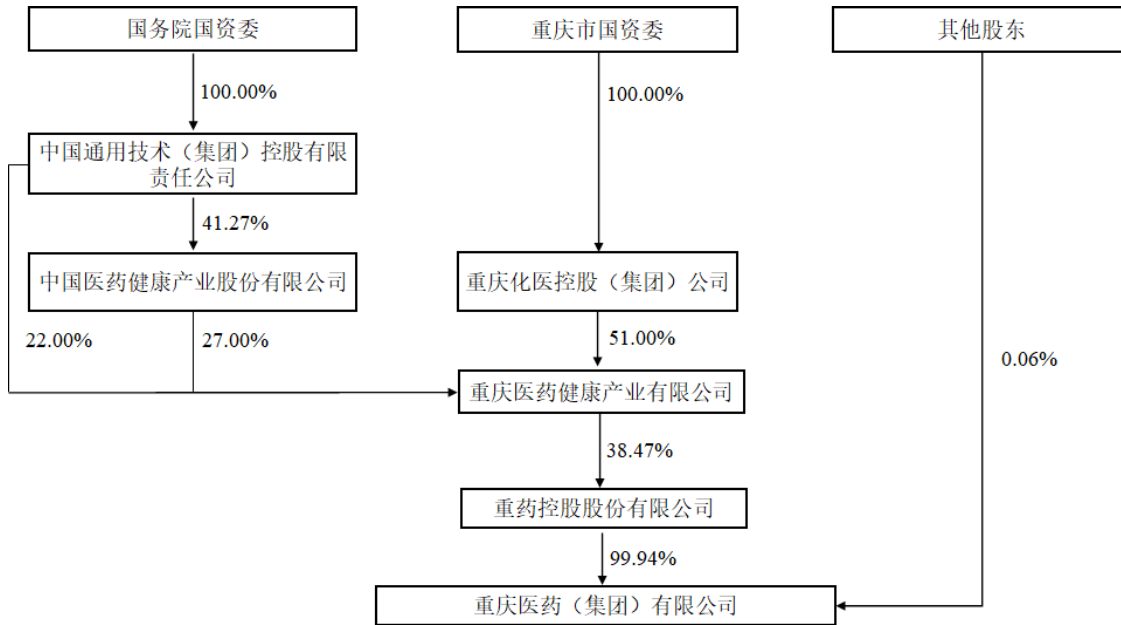 国务院国资委
重庆市国资委
其他股东
100.00%
100.00%
中国通用技术（集团）控股有限
责任公司
41.27%
中国医药健康产业股份有限公司
重庆化医控股（集团）公司
22.00%
27.00%
51.00%
0.06%
重庆医药健康产业有限公司
38.47%
重药控股股份有限公司
99.94%
重庆医药（集团）有限公司